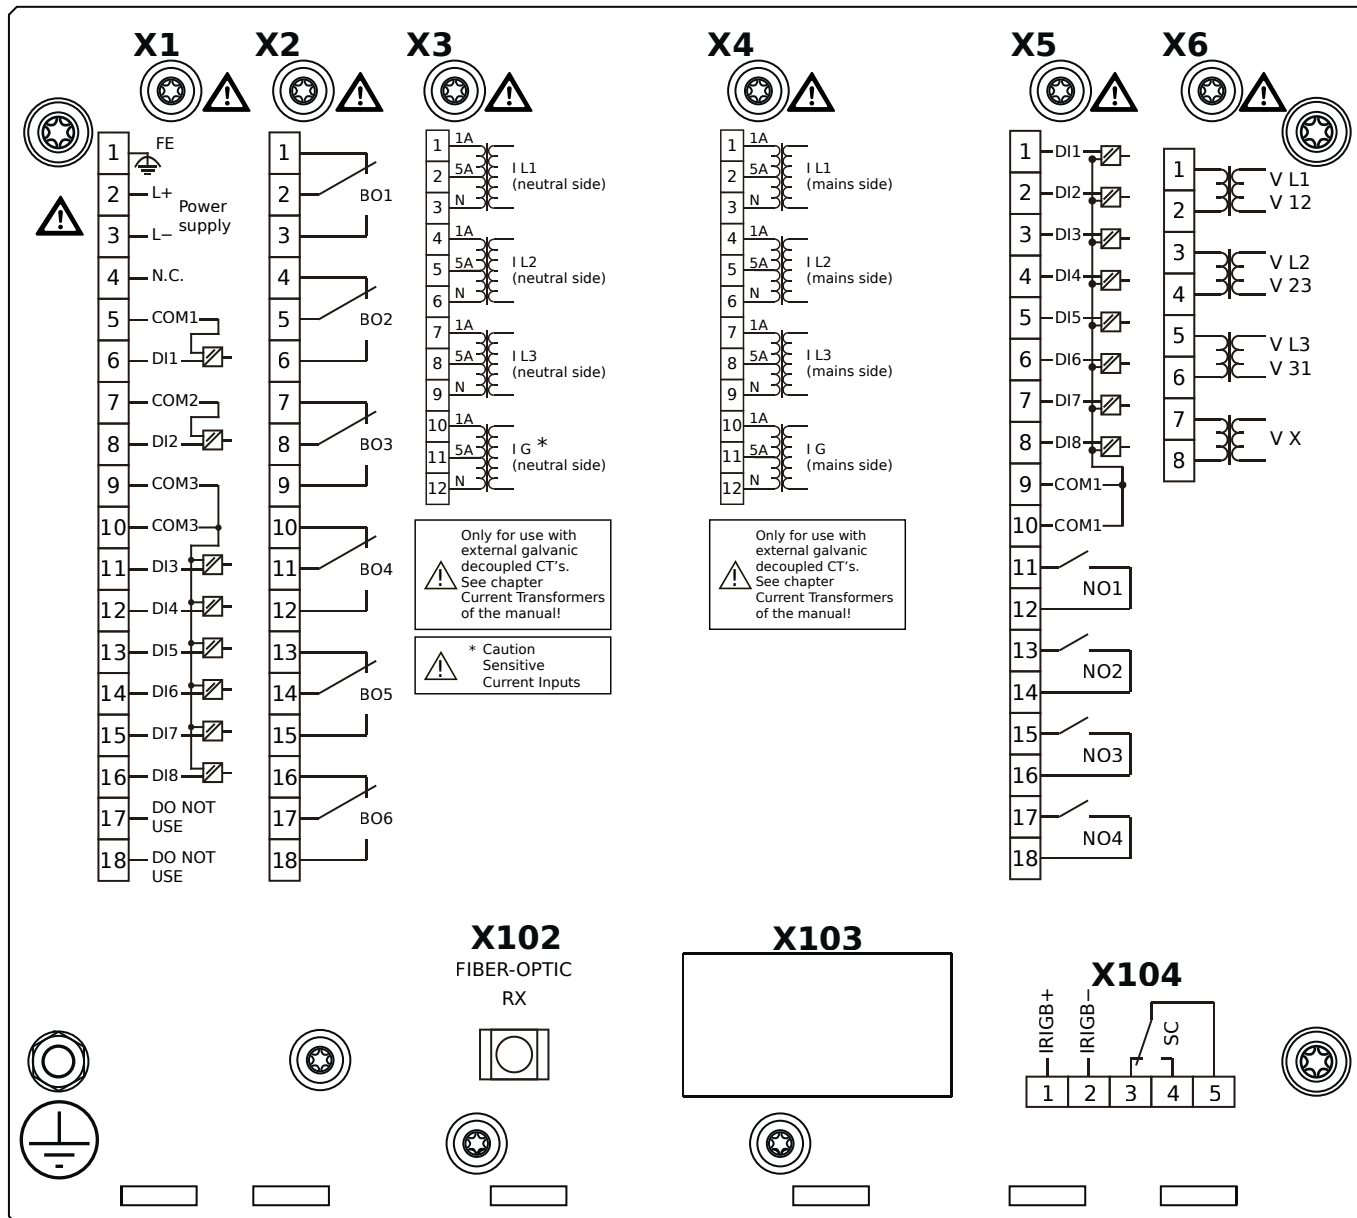 X1
1
FE
2
L+
Power
supply
3
L−
4
N.C.
5
COM1
6
DI1
7
COM2
8
DI2
9
COM3
10
COM3
11
DI3
12
DI4
13
DI5
14
DI6
15
DI7
16
DI8
17
DO NOT
USE
18
DO NOT
USE
X2
1
2
BO1
3
4
5
BO2
6
7
8
BO3
9
10
11
BO4
12
13
14
BO5
15
16
17
BO6
18
X3
1 1A
2 5A
3 N
I L1
(neutral side)
4 1A
5 5A
6 N
I L2
(neutral side)
7 1A
8 5A
9 N
I L3
(neutral side)
10 1A
11 5A
12 N
I G *
(neutral side)
Only for use with
external galvanic
decoupled CT's.
See chapter
Current Transformers
of the manual!
* Caution
Sensitive
Current Inputs
X4
1 1A
2 5A
3 N
I L1
(mains side)
4 1A
5 5A
6 N
I L2
(mains side)
7 1A
8 5A
9 N
I L3
(mains side)
10 1A
11 5A
12 N
I G
(mains side)
Only for use with
external galvanic
decoupled CT's.
See chapter
Current Transformers
of the manual!
X5
1 DI1
2 DI2
3 DI3
4 DI4
5 DI5
6 DI6
7 DI7
8 DI8
9 COM1
10 COM1
11
NO1
12
13
NO2
14
15
NO3
16
17
NO4
18
X6
1
V L1
V 12
2
3
V L2
V 23
4
5
V L3
V 31
6
7
V X
8
X102
FIBER-OPTIC
RX
X103
X104
IRIGB+
IRIGB−
SC
1 2 3 4 5